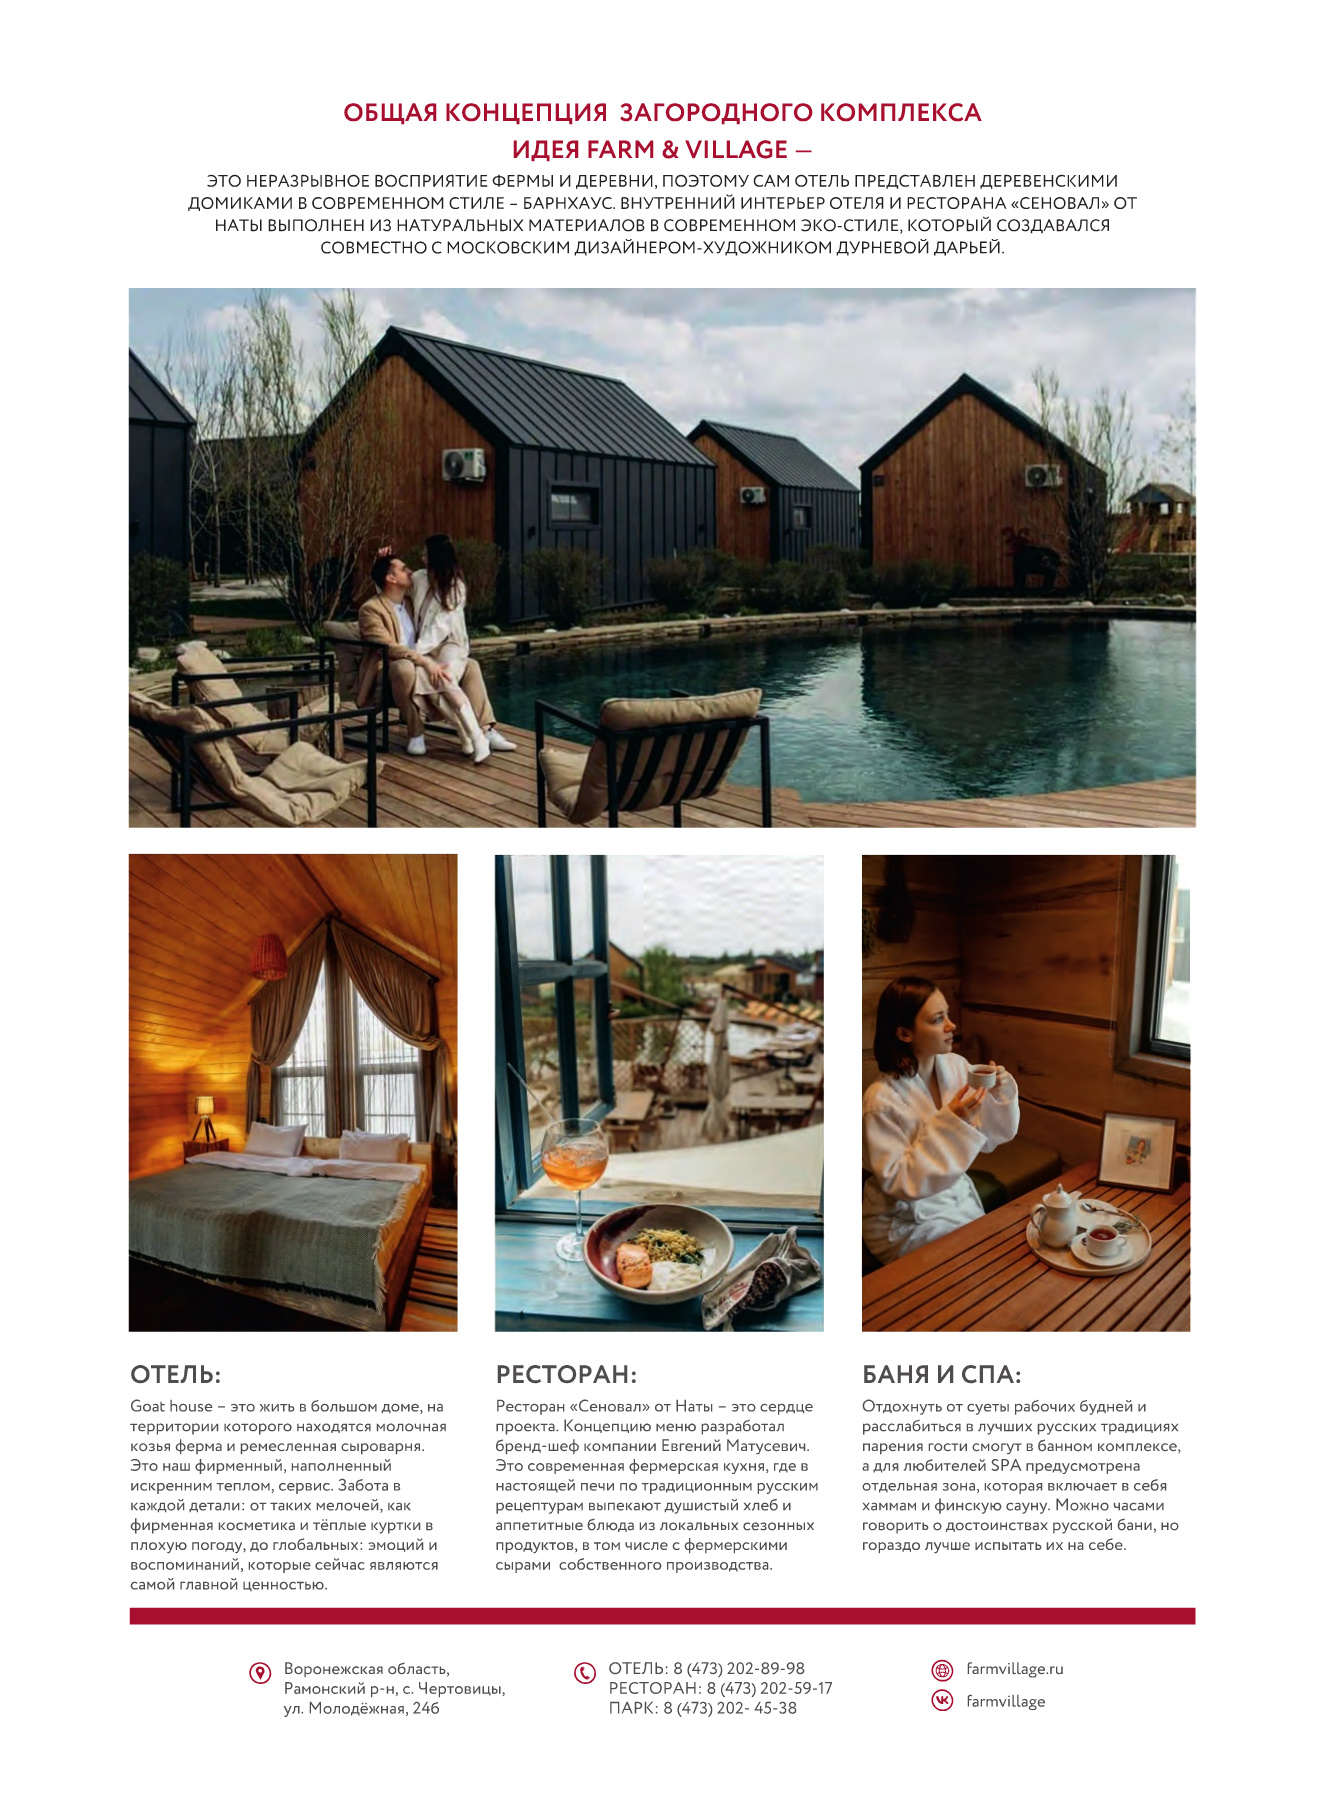 ОБЩАЯ КОНЦЕПЦИЯ ЗАГОРОДНОГО КОМПЛЕКСА
ИДЕЯ FARM & VILLAGE —
ЭТО НЕРАЗРЫВНОЕ ВОСПРИЯТИЕ ФЕРМЫ И ДЕРЕВНИ, ПОЭТОМУ САМ ОТЕЛЬ ПРЕДСТАВЛЕН ДЕРЕВЕНСКИМИ
ДОМИКАМИ В СОВРЕМЕННОМ СТИЛЕ – БАРНХАУС. ВНУТРЕННИЙ ИНТЕРЬЕР ОТЕЛЯ И РЕСТОРАНА «СЕНОВАЛ» ОТ
НАТЫ ВЫПОЛНЕН ИЗ НАТУРАЛЬНЫХ МАТЕРИАЛОВ В СОВРЕМЕННОМ ЭКО-СТИЛЕ, КОТОРЫЙ СОЗДАВАЛСЯ
СОВМЕСТНО С МОСКОВСКИМ ДИЗАЙНЕРОМ-ХУДОЖНИКОМ ДУРНЕВОЙ ДАРЬЕЙ.
ОТЕЛЬ:
Goat house – это жить в большом доме, на
территории которого находятся молочная
козья ферма и ремесленная сыроварня.
Это наш фирменный, наполненный
искренним теплом, сервис. Забота в
каждой детали: от таких мелочей, как
фирменная косметика и тёплые куртки в
плохую погоду, до глобальных: эмоций и
воспоминаний, которые сейчас являются
самой главной ценностью.
РЕСТОРАН:
Ресторан «Сеновал» от Наты – это сердце
проекта. Концепцию меню разработал
бренд-шеф компании Евгений Матусевич.
Это современная фермерская кухня, где в
настоящей печи по традиционным русским
рецептурам выпекают душистый хлеб и
аппетитные блюда из локальных сезонных
продуктов, в том числе с фермерскими
сырами собственного производства.
БАНЯ И СПА:
Отдохнуть от суеты рабочих будней и
расслабиться в лучших русских традициях
парения гости смогут в банном комплексе,
а для любителей SPA предусмотрена
отдельная зона, которая включает в себя
хаммам и финскую сауну. Можно часами
говорить о достоинствах русской бани, но
гораздо лучше испытать их на себе.
Воронежская область,
Рамонский р-н, с. Чертовицы,
ул. Молодёжная, 24б
ОТЕЛЬ: 8 (473) 202-89-98
РЕСТОРАН: 8 (473) 202-59-17
ПАРК: 8 (473) 202- 45-38
farmvillage.ru
farmvillage